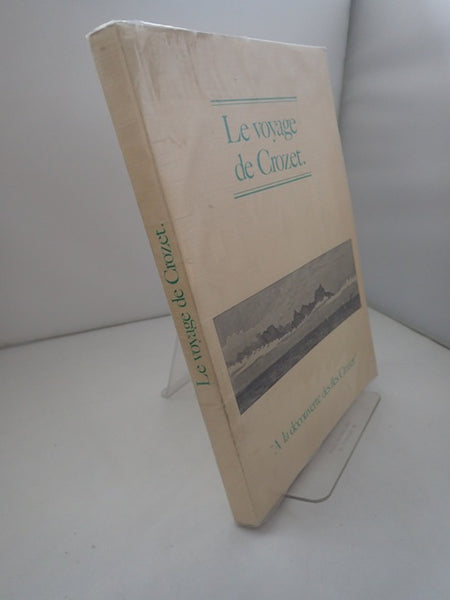 Le voyage
de Crozet.
"A la découverte des îles Crozet"
Le voyage de Crozet.